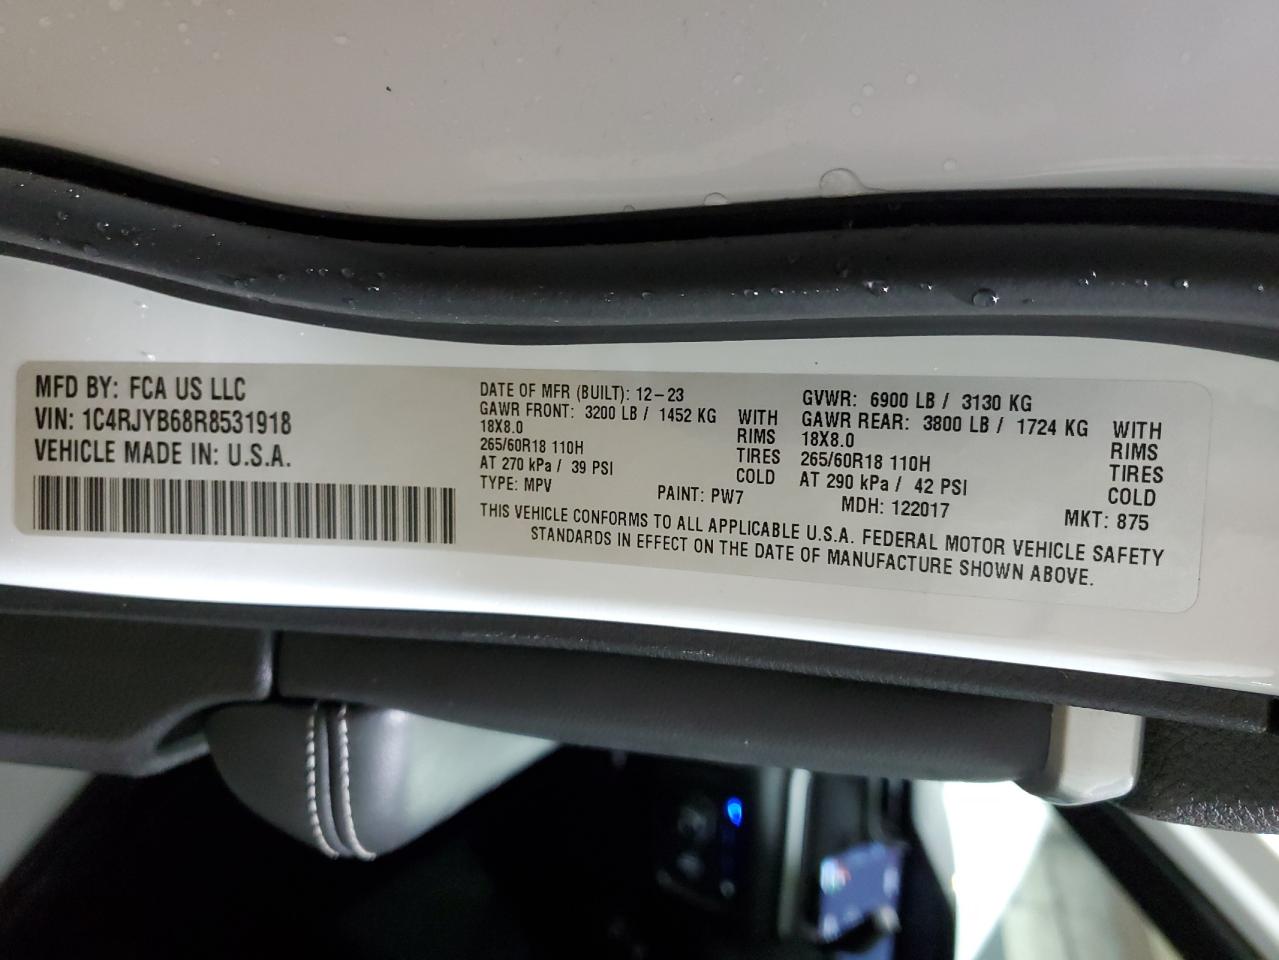 MFD BY: FCA US LLC
VIN: 1C4RJYB68R8531918
VEHICLE MADE IN: U.S.A.
DATE OF MFR (BUILT): 12-23
GAWR FRONT: 3200 LB / 1452 KG WITH
18X8.0 RIMS
265/60R18 110H TIRES
AT 270 kPa / 39 PSI COLD
TYPE: MPV
PAINT: PW7
GVWR: 6900 LB / 3130 KG
GAWR REAR: 3800 LB / 1724 KG WITH
18X8.0 RIMS
265/60R18 110H TIRES
AT 290 kPa / 42 PSI COLD
MDH: 122017
MKT: 875
THIS VEHICLE CONFORMS TO ALL APPLICABLE U.S.A. FEDERAL MOTOR VEHICLE SAFETY
STANDARDS IN EFFECT ON THE DATE OF MANUFACTURE SHOWN ABOVE.